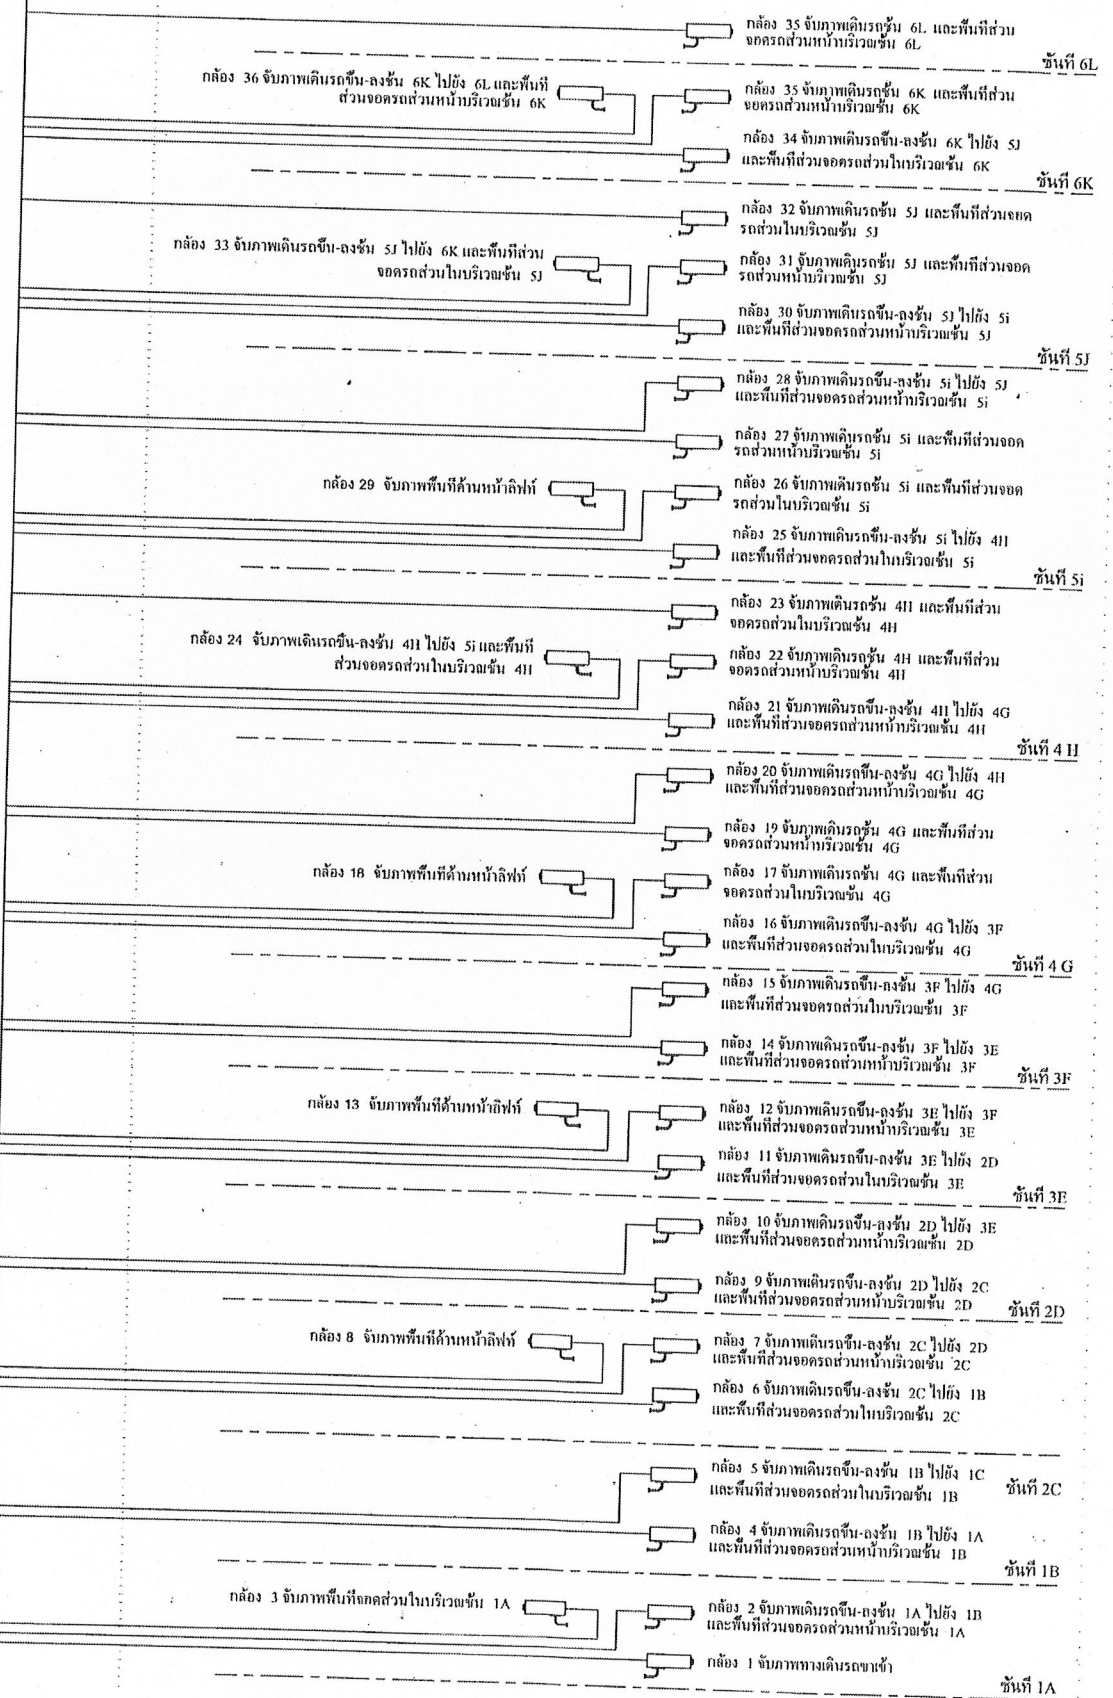 กล้อง 35 จับภาพเดินรถชั้น 6L และพื้นที่ส่วน
จอดรถส่วนหน้าบริเวณชั้น 6L
ชั้นที่ 6L
กล้อง 36 จับภาพเดินรถขึ้น-ลงชั้น 6K ไปยัง 6L และพื้นที่
ส่วนจอดรถส่วนหน้าบริเวณชั้น 6K
กล้อง 35 จับภาพเดินรถชั้น 6K และพื้นที่ส่วน
จอดรถส่วนหน้าบริเวณชั้น 6K
กล้อง 34 จับภาพเดินรถขึ้น-ลงชั้น 6K ไปยัง 5J
และพื้นที่ส่วนจอดรถส่วนในบริเวณชั้น 6K
ชั้นที่ 6K
กล้อง 32 จับภาพเดินรถชั้น 5J และพื้นที่ส่วนจอด
รถส่วนในบริเวณชั้น 5J
กล้อง 33 จับภาพเดินรถขึ้น-ลงชั้น 5J ไปยัง 6K และพื้นที่ส่วน
จอดรถส่วนในบริเวณชั้น 5J
กล้อง 31 จับภาพเดินรถชั้น 5J และพื้นที่ส่วนจอด
รถส่วนหน้าบริเวณชั้น 5J
กล้อง 30 จับภาพเดินรถขึ้น-ลงชั้น 5J ไปยัง 5i
และพื้นที่ส่วนจอดรถส่วนหน้าบริเวณชั้น 5J
ชั้นที่ 5J
กล้อง 28 จับภาพเดินรถขึ้น-ลงชั้น 5i ไปยัง 5J
และพื้นที่ส่วนจอดรถส่วนหน้าบริเวณชั้น 5i
กล้อง 27 จับภาพเดินรถชั้น 5i และพื้นที่ส่วนจอด
รถส่วนหน้าบริเวณชั้น 5i
กล้อง 29 จับภาพพื้นที่ด้านหน้าลิฟท์
กล้อง 26 จับภาพเดินรถชั้น 5i และพื้นที่ส่วนจอด
รถส่วนในบริเวณชั้น 5i
กล้อง 25 จับภาพเดินรถขึ้น-ลงชั้น 5i ไปยัง 4H
และพื้นที่ส่วนจอดรถส่วนในบริเวณชั้น 5i
ชั้นที่ 5i
กล้อง 23 จับภาพเดินรถชั้น 4H และพื้นที่ส่วน
จอดรถส่วนในบริเวณชั้น 4H
กล้อง 24 จับภาพเดินรถขึ้น-ลงชั้น 4H ไปยัง 5i และพื้นที่
ส่วนจอดรถส่วนในบริเวณชั้น 4H
กล้อง 22 จับภาพเดินรถชั้น 4H และพื้นที่ส่วน
จอดรถส่วนหน้าบริเวณชั้น 4H
กล้อง 21 จับภาพเดินรถขึ้น-ลงชั้น 4H ไปยัง 4G
และพื้นที่ส่วนจอดรถส่วนหน้าบริเวณชั้น 4H
ชั้นที่ 4 H
กล้อง 20 จับภาพเดินรถขึ้น-ลงชั้น 4G ไปยัง 4H
และพื้นที่ส่วนจอดรถส่วนหน้าบริเวณชั้น 4G
กล้อง 19 จับภาพเดินรถชั้น 4G และพื้นที่ส่วน
จอดรถส่วนหน้าบริเวณชั้น 4G
กล้อง 18 จับภาพพื้นที่ด้านหน้าลิฟท์
กล้อง 17 จับภาพเดินรถชั้น 4G และพื้นที่ส่วน
จอดรถส่วนในบริเวณชั้น 4G
กล้อง 16 จับภาพเดินรถขึ้น-ลงชั้น 4G ไปยัง 3F
และพื้นที่ส่วนจอดรถส่วนในบริเวณชั้น 4G
ชั้นที่ 4 G
กล้อง 15 จับภาพเดินรถขึ้น-ลงชั้น 3F ไปยัง 4G
และพื้นที่ส่วนจอดรถส่วนในบริเวณชั้น 3F
กล้อง 14 จับภาพเดินรถขึ้น-ลงชั้น 3F ไปยัง 3E
และพื้นที่ส่วนจอดรถส่วนหน้าบริเวณชั้น 3F
ชั้นที่ 3F
กล้อง 13 จับภาพพื้นที่ด้านหน้าลิฟท์
กล้อง 12 จับภาพเดินรถขึ้น-ลงชั้น 3E ไปยัง 3F
และพื้นที่ส่วนจอดรถส่วนหน้าบริเวณชั้น 3E
กล้อง 11 จับภาพเดินรถขึ้น-ลงชั้น 3E ไปยัง 2D
และพื้นที่ส่วนจอดรถส่วนในบริเวณชั้น 3E
ชั้นที่ 3E
กล้อง 10 จับภาพเดินรถขึ้น-ลงชั้น 2D ไปยัง 3E
และพื้นที่ส่วนจอดรถส่วนหน้าบริเวณชั้น 2D
กล้อง 9 จับภาพเดินรถขึ้น-ลงชั้น 2D ไปยัง 2C
และพื้นที่ส่วนจอดรถส่วนหน้าบริเวณชั้น 2D
ชั้นที่ 2D
กล้อง 8 จับภาพพื้นที่ด้านหน้าลิฟท์
กล้อง 7 จับภาพเดินรถขึ้น-ลงชั้น 2C ไปยัง 2D
และพื้นที่ส่วนจอดรถส่วนหน้าบริเวณชั้น 2C
กล้อง 6 จับภาพเดินรถขึ้น-ลงชั้น 2C ไปยัง 1B
และพื้นที่ส่วนจอดรถส่วนในบริเวณชั้น 2C
กล้อง 5 จับภาพเดินรถขึ้น-ลงชั้น 1B ไปยัง 1C
และพื้นที่ส่วนจอดรถส่วนในบริเวณชั้น 1B
ชั้นที่ 2C
กล้อง 4 จับภาพเดินรถขึ้น-ลงชั้น 1B ไปยัง 1A
และพื้นที่ส่วนจอดรถส่วนหน้าบริเวณชั้น 1B
ชั้นที่ 1B
กล้อง 3 จับภาพพื้นที่จอดส่วนในบริเวณชั้น 1A
กล้อง 2 จับภาพเดินรถขึ้น-ลงชั้น 1A ไปยัง 1B
และพื้นที่ส่วนจอดรถส่วนหน้าบริเวณชั้น 1A
กล้อง 1 จับภาพทางเดินรถขาเข้า
ชั้นที่ 1A